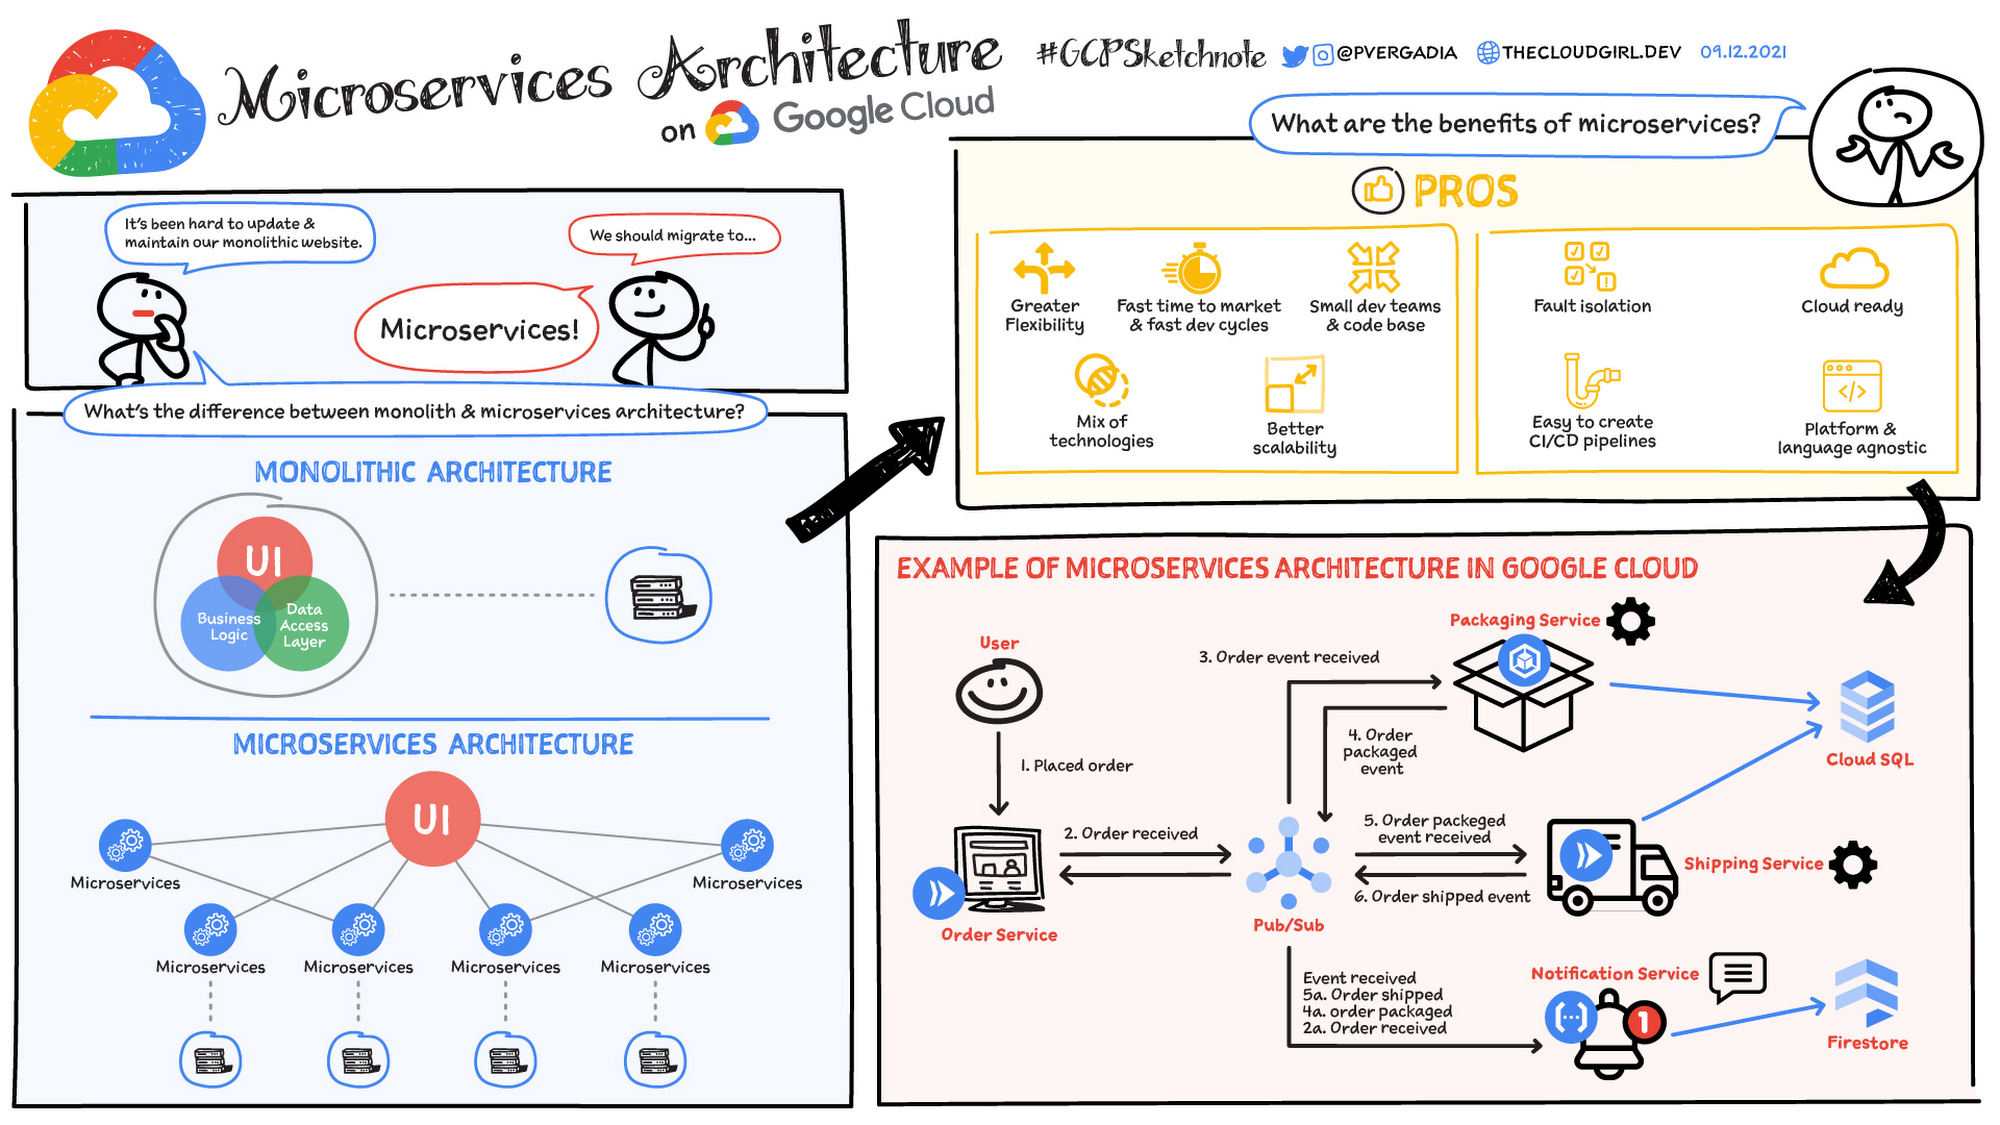 Microservices Architecture
on Google Cloud
#GCPSketchnote @PVERGADIA THECLOUDGIRL.DEV 09.12.2021
It's been hard to update &
maintain our monolithic website.
We should migrate to...
Microservices!
What's the difference between monolith & microservices architecture?
MONOLITHIC ARCHITECTURE
UI
Business
Logic
Data
Access
Layer
MICROSERVICES ARCHITECTURE
UI
Microservices
Microservices
Microservices
Microservices
Microservices
Microservices
What are the benefits of microservices?
PROS
Greater
Flexibility
Fast time to market
& fast dev cycles
Small dev teams
& code base
Mix of
technologies
Better
scalability
Fault isolation
Cloud ready
Easy to create
CI/CD pipelines
Platform &
language agnostic
EXAMPLE OF MICROSERVICES ARCHITECTURE IN GOOGLE CLOUD
User
1. Placed order
Order Service
2. Order received
Pub/Sub
3. Order event received
4. Order
packaged
event
Packaging Service
Cloud SQL
5. Order packeged
event received
6. Order shipped event
Shipping Service
Event received
5a. Order shipped
4a. order packaged
2a. Order received
Notification Service
1
Firestore